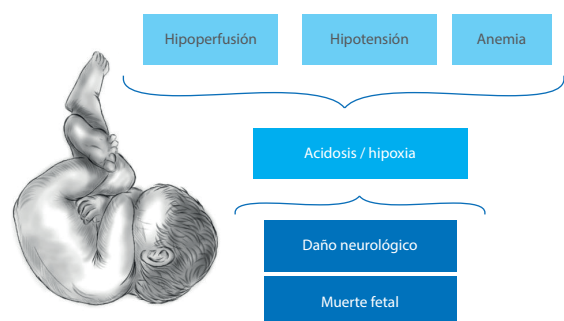 Hipoperfusión
Hipotensión
Anemia
Acidosis / hipoxia
Daño neurológico
Muerte fetal